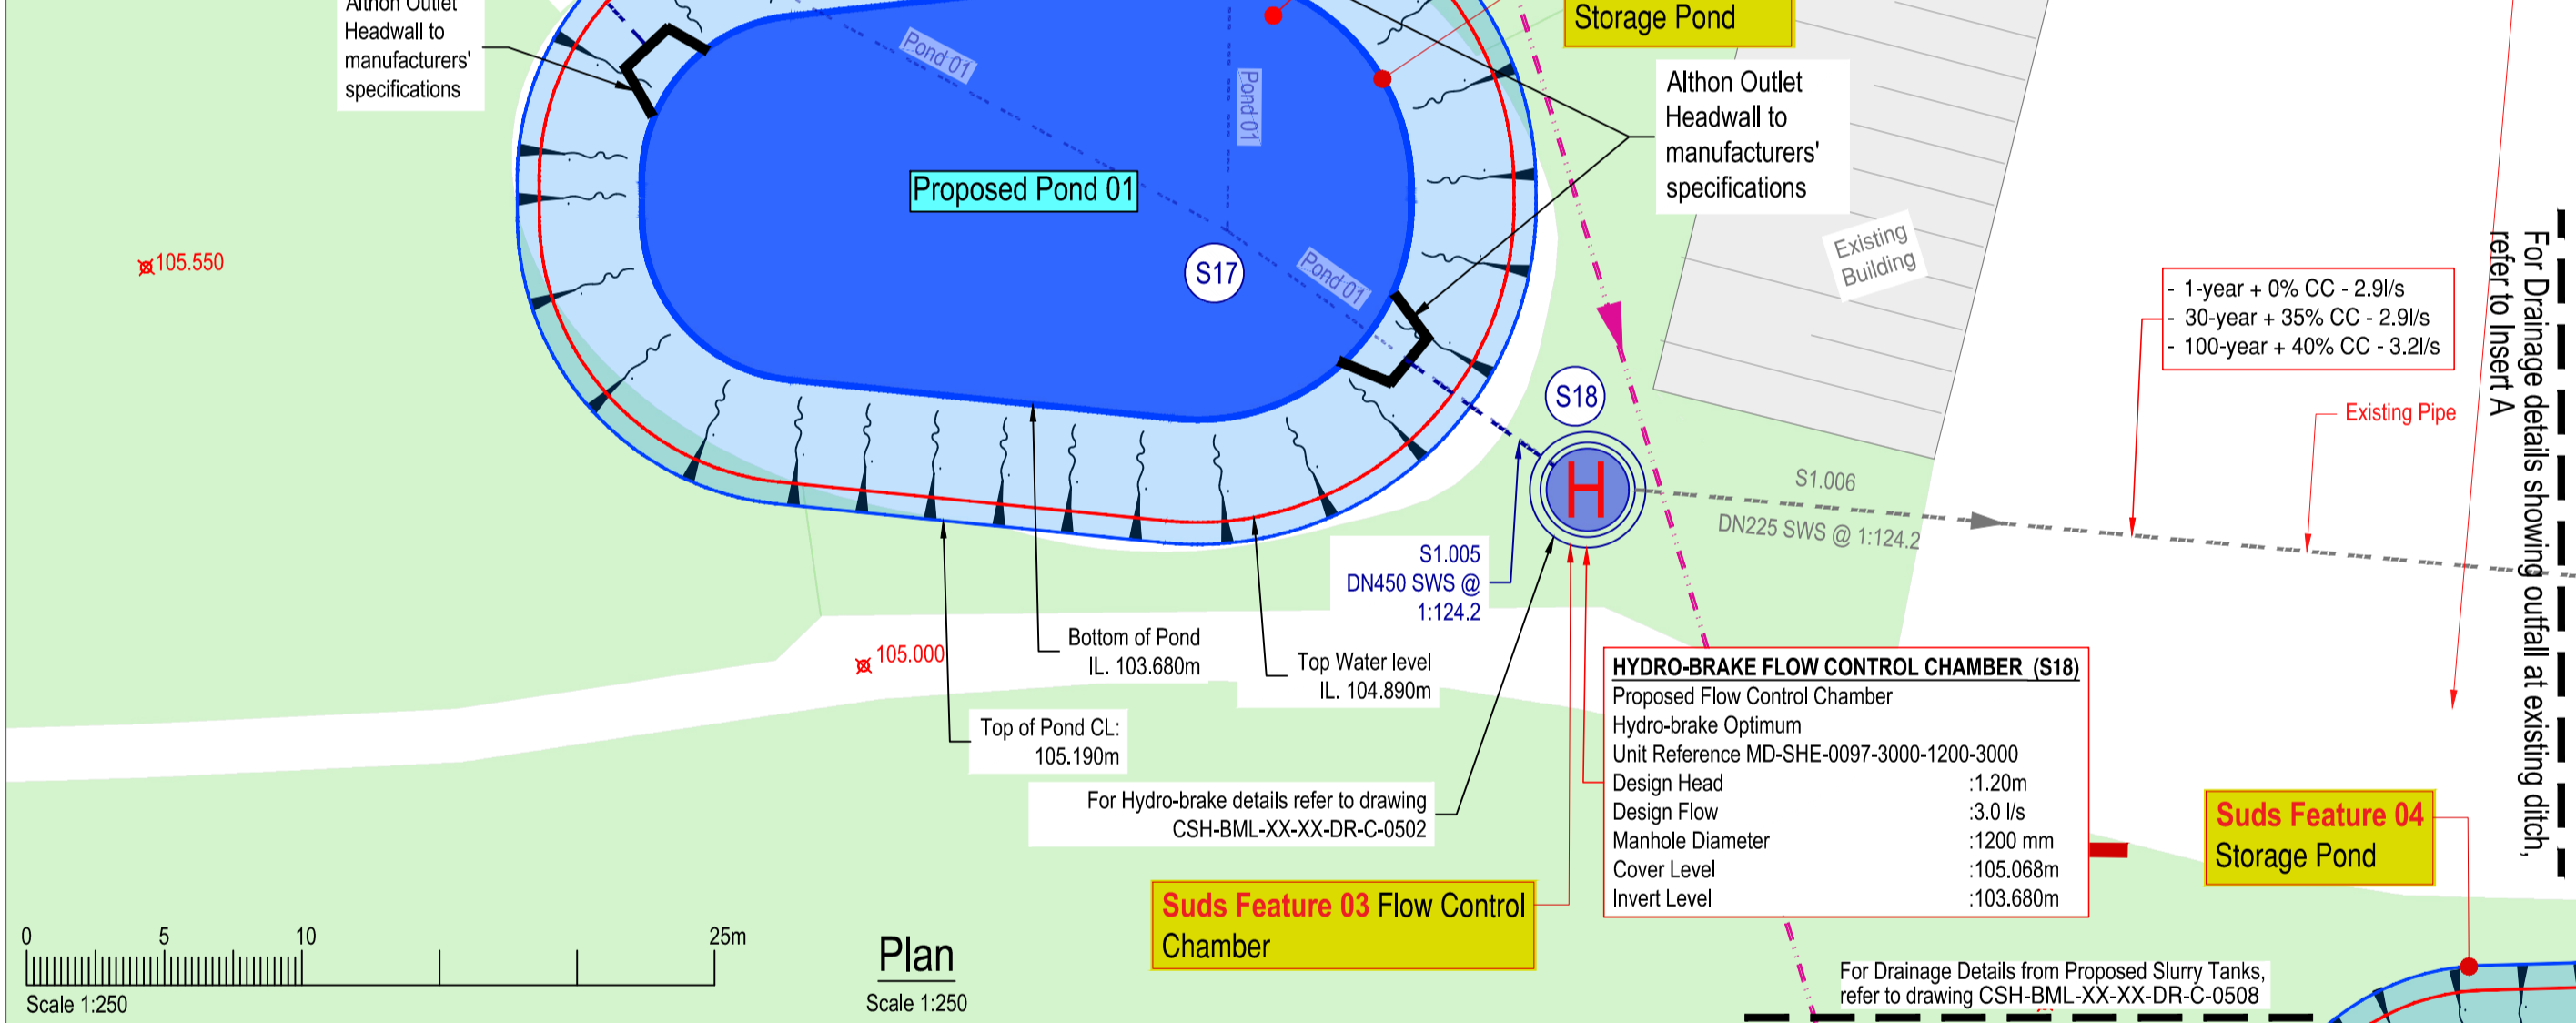 Althon Outlet
Headwall to
manufacturers'
specifications
Storage Pond
Althon Outlet
Headwall to
manufacturers'
specifications
Pond 01
Pond 01
Pond 01
Proposed Pond 01
S17
S18
H
105.550
Existing
Building
- 1-year + 0% CC - 2.9l/s
- 30-year + 35% CC - 2.9l/s
- 100-year + 40% CC - 3.2l/s
Existing Pipe
For Drainage details showing outfall at existing ditch,
refer to Insert A
S1.006
DN225 SWS @ 1:124.2
S1.005
DN450 SWS @
1:124.2
105.000
Bottom of Pond
IL. 103.680m
Top Water level
IL. 104.890m
Top of Pond CL:
105.190m
For Hydro-brake details refer to drawing
CSH-BML-XX-XX-DR-C-0502
HYDRO-BRAKE FLOW CONTROL CHAMBER (S18)
Proposed Flow Control Chamber
Hydro-brake Optimum
Unit Reference MD-SHE-0097-3000-1200-3000
Design Head :1.20m
Design Flow :3.0 l/s
Manhole Diameter :1200 mm
Cover Level :105.068m
Invert Level :103.680m
Suds Feature 03 Flow Control
Chamber
Suds Feature 04
Storage Pond
0 5 10 25m
Scale 1:250
Plan
Scale 1:250
For Drainage Details from Proposed Slurry Tanks,
refer to drawing CSH-BML-XX-XX-DR-C-0508